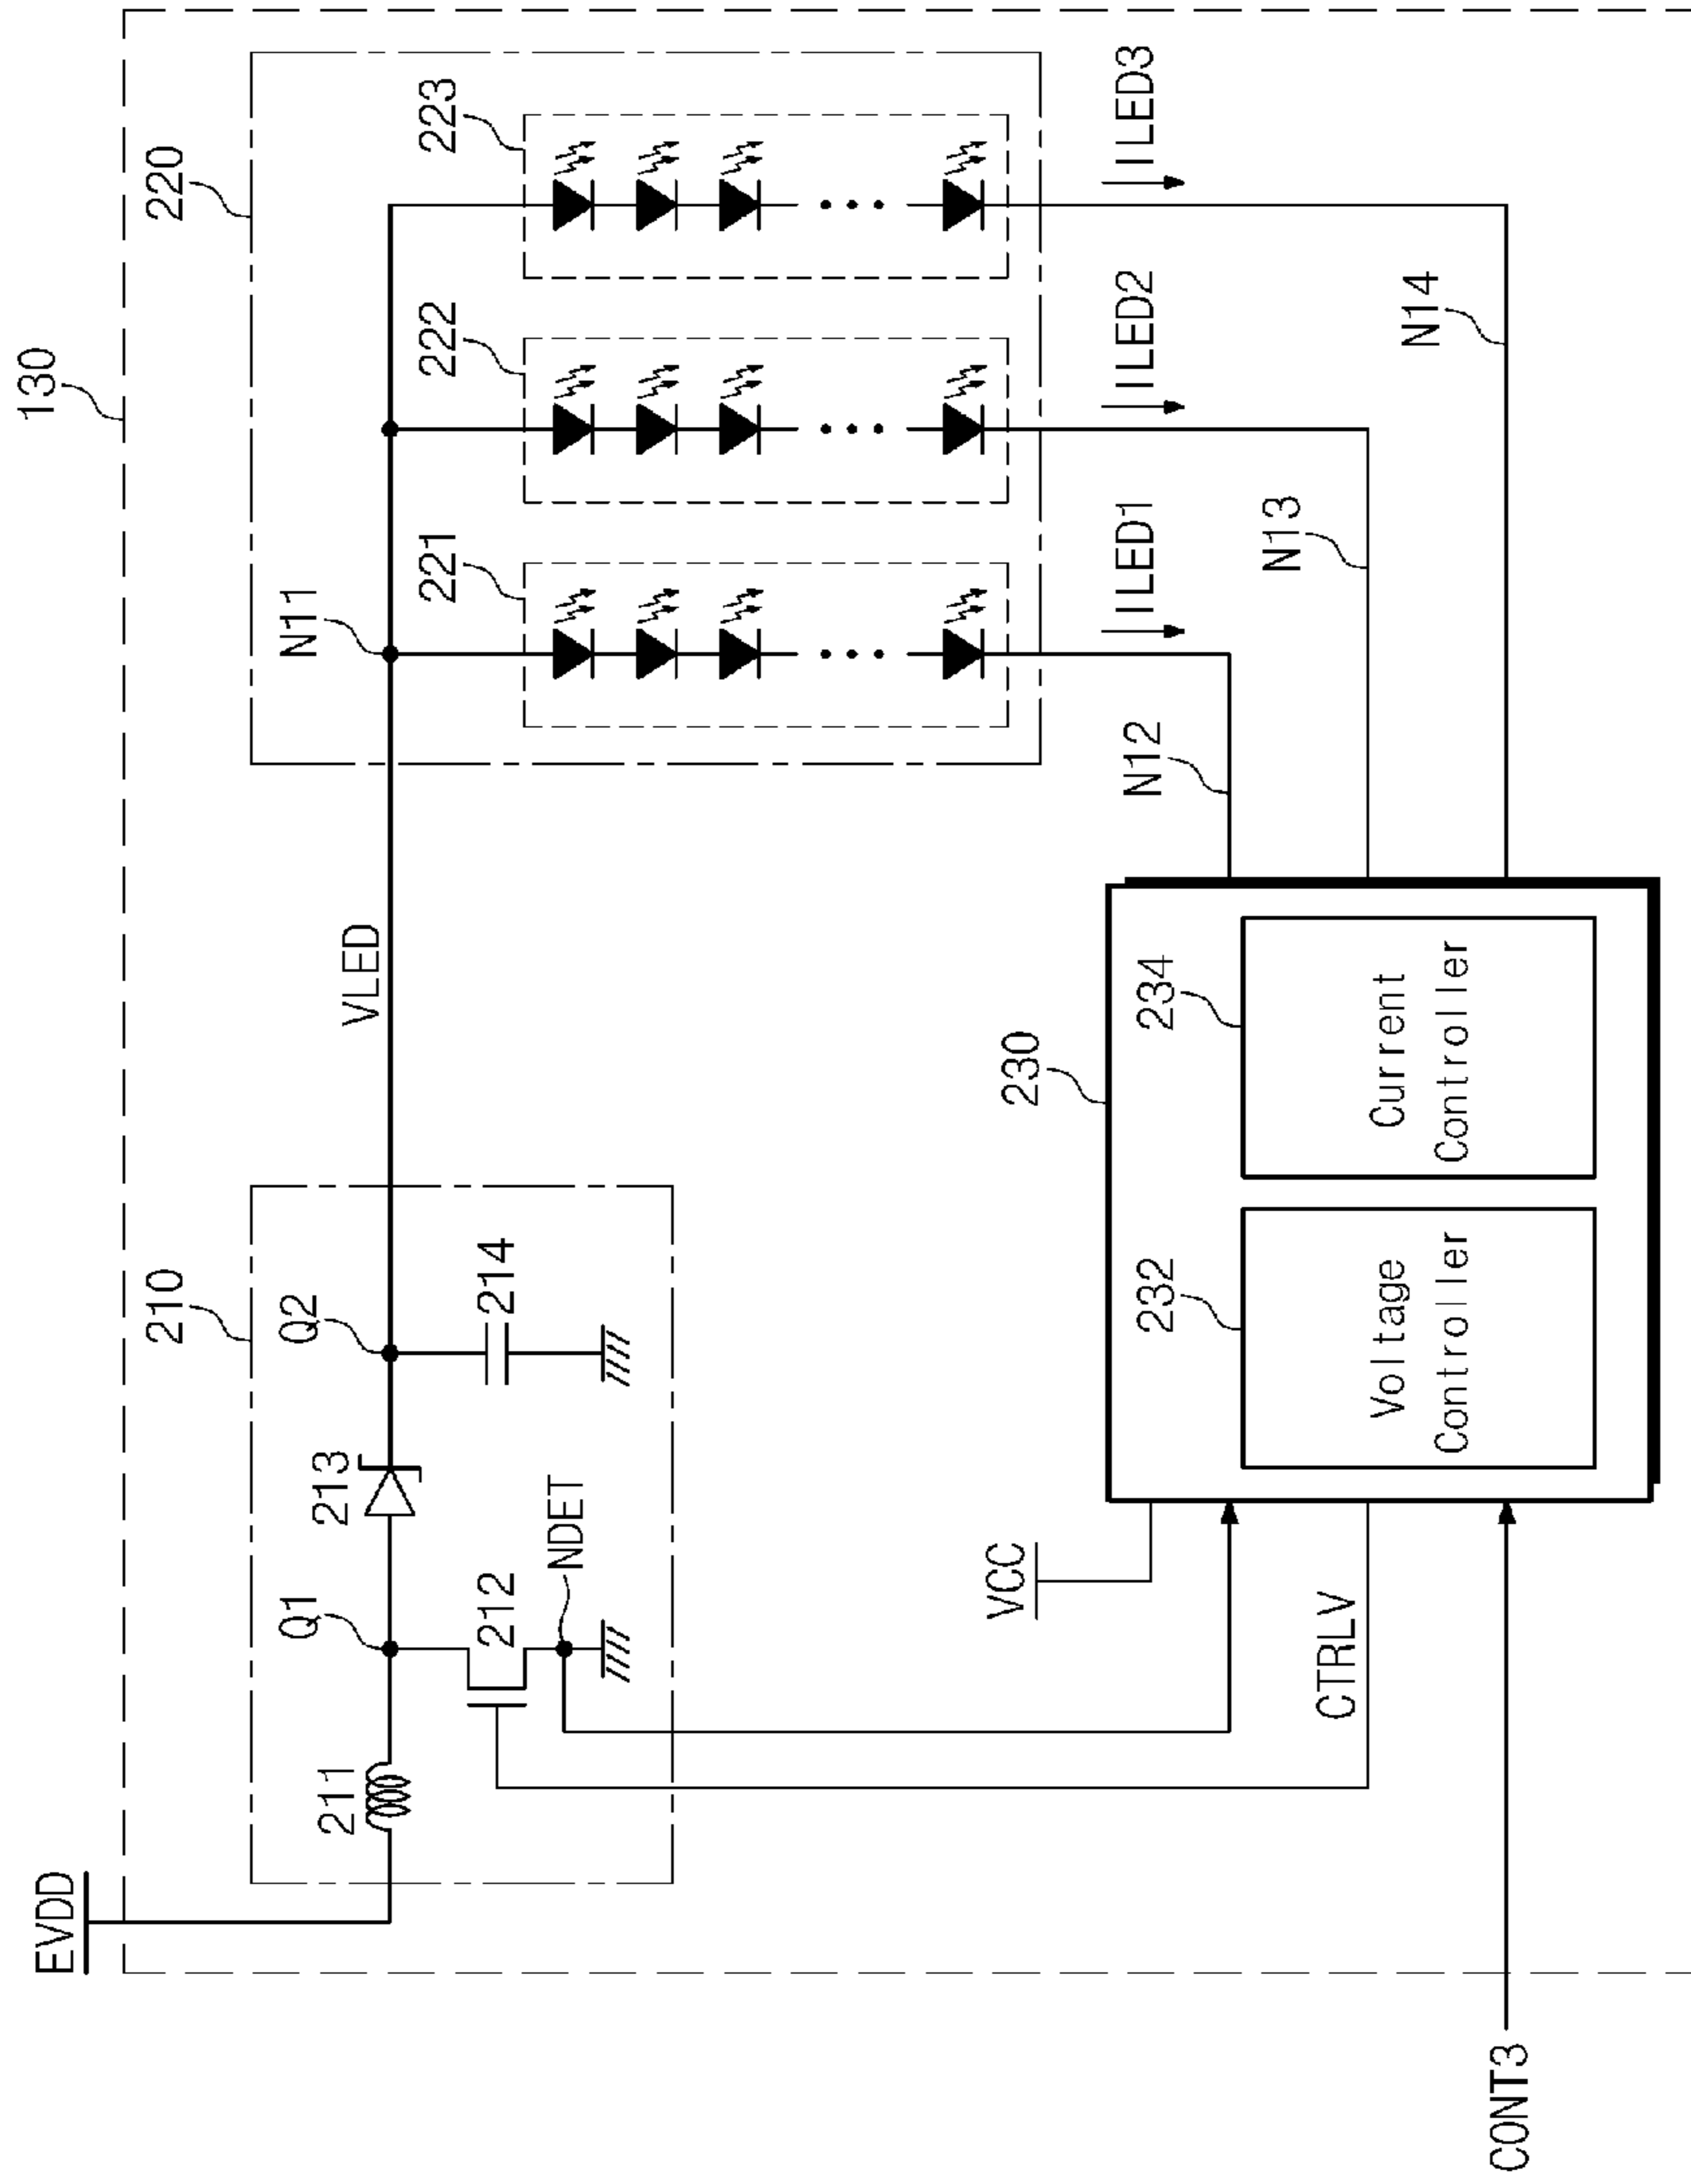 130
EVDD
210
220
211
Q1
213
Q2
VLED
N11
212
214
NDET
221
222
223
VCC
230
ILED1
ILED2
ILED3
CTRLV
232
234
N12
Voltage
Controller
Current
Controller
N13
N14
CONT3